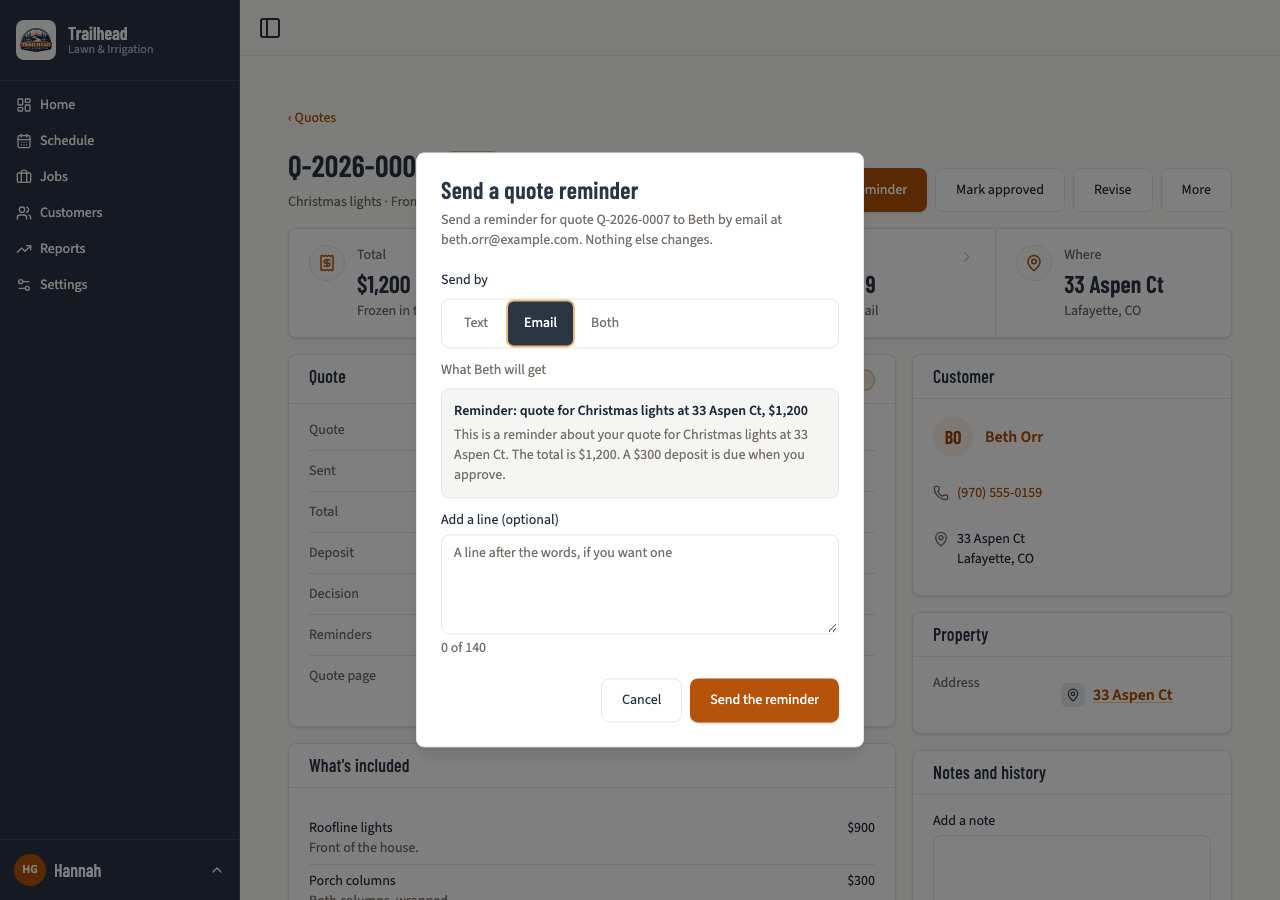 Trailhead
Lawn & Irrigation
Home
Schedule
Jobs
Customers
Reports
Settings
HG
Hannah
‹ Quotes
Q-2026-000
Christmas lights
Mark approved
Revise
More
Total
$1,200
Where
33 Aspen Ct
Lafayette, CO
Send a quote reminder
Send a reminder for quote Q-2026-0007 to Beth by email at
beth.orr@example.com. Nothing else changes.
Send by
Text
Email
Both
What Beth will get
Reminder: quote for Christmas lights at 33 Aspen Ct, $1,200
This is a reminder about your quote for Christmas lights at 33
Aspen Ct. The total is $1,200. A $300 deposit is due when you
approve.
Add a line (optional)
A line after the words, if you want one
0 of 140
Cancel
Send the reminder
Quote
Quote
Sent
Total
Deposit
Decision
Reminders
Quote page
What's included
Roofline lights
$900
Front of the house.
Porch columns
$300
Customer
BO
Beth Orr
(970) 555-0159
33 Aspen Ct
Lafayette, CO
Property
Address
33 Aspen Ct
Notes and history
Add a note